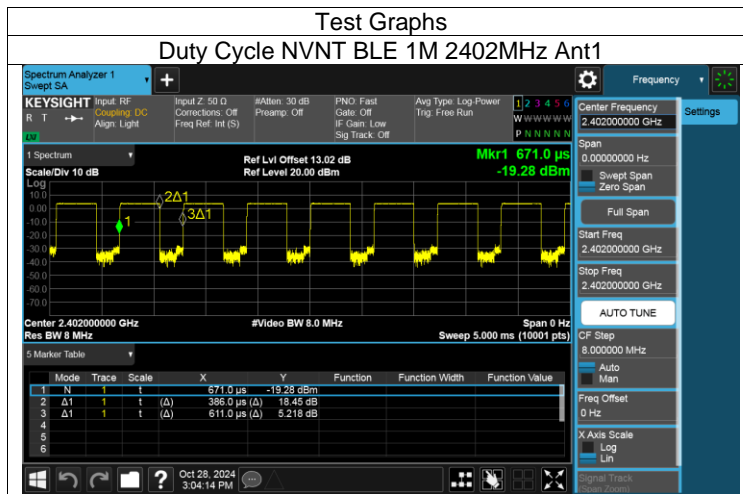 Test Graphs
Duty Cycle NVNT BLE 1M 2402MHz Ant1
Spectrum Analyzer 1
Swept SA
Frequency
KEYSIGHT Input: RF
Coupling: DC
Align: Light
R T
LXI
Input Z: 50 Ω
Corrections: Off
Freq Ref: Int (S)
#Atten: 30 dB
Preamp: Off
PNO: Fast
Gate: Off
IF Gain: Low
Sig Track: Off
Avg Type: Log-Power
Trig: Free Run
1 2 3 4 5 6
W W W W W W
P N N N N N
1 Spectrum
Scale/Div 10 dB
Ref Lvl Offset 13.02 dB
Ref Level 20.00 dBm
Mkr1 671.0 µs
-19.28 dBm
Log
10.0
0.00
-10.0
-20.0
-30.0
-40.0
-50.0
-60.0
-70.0
1
2Δ1
3Δ1
Center 2.402000000 GHz
Res BW 8 MHz
#Video BW 8.0 MHz
Span 0 Hz
Sweep 5.000 ms (10001 pts)
5 Marker Table
Mode Trace Scale X Y Function Function Width Function Value
1 N 1 t 671.0 µs -19.28 dBm
2 Δ1 1 t (Δ) 386.0 µs (Δ) 18.45 dB
3 Δ1 1 t (Δ) 611.0 µs (Δ) 5.218 dB
4
5
6
Oct 28, 2024
3:04:14 PM
Center Frequency
2.402000000 GHz
Settings
Span
0.00000000 Hz
Swept Span
Zero Span
Full Span
Start Freq
2.402000000 GHz
Stop Freq
2.402000000 GHz
AUTO TUNE
CF Step
8.000000 MHz
Auto
Man
Freq Offset
0 Hz
X Axis Scale
Log
Lin
Signal Track
(Span Zoom)